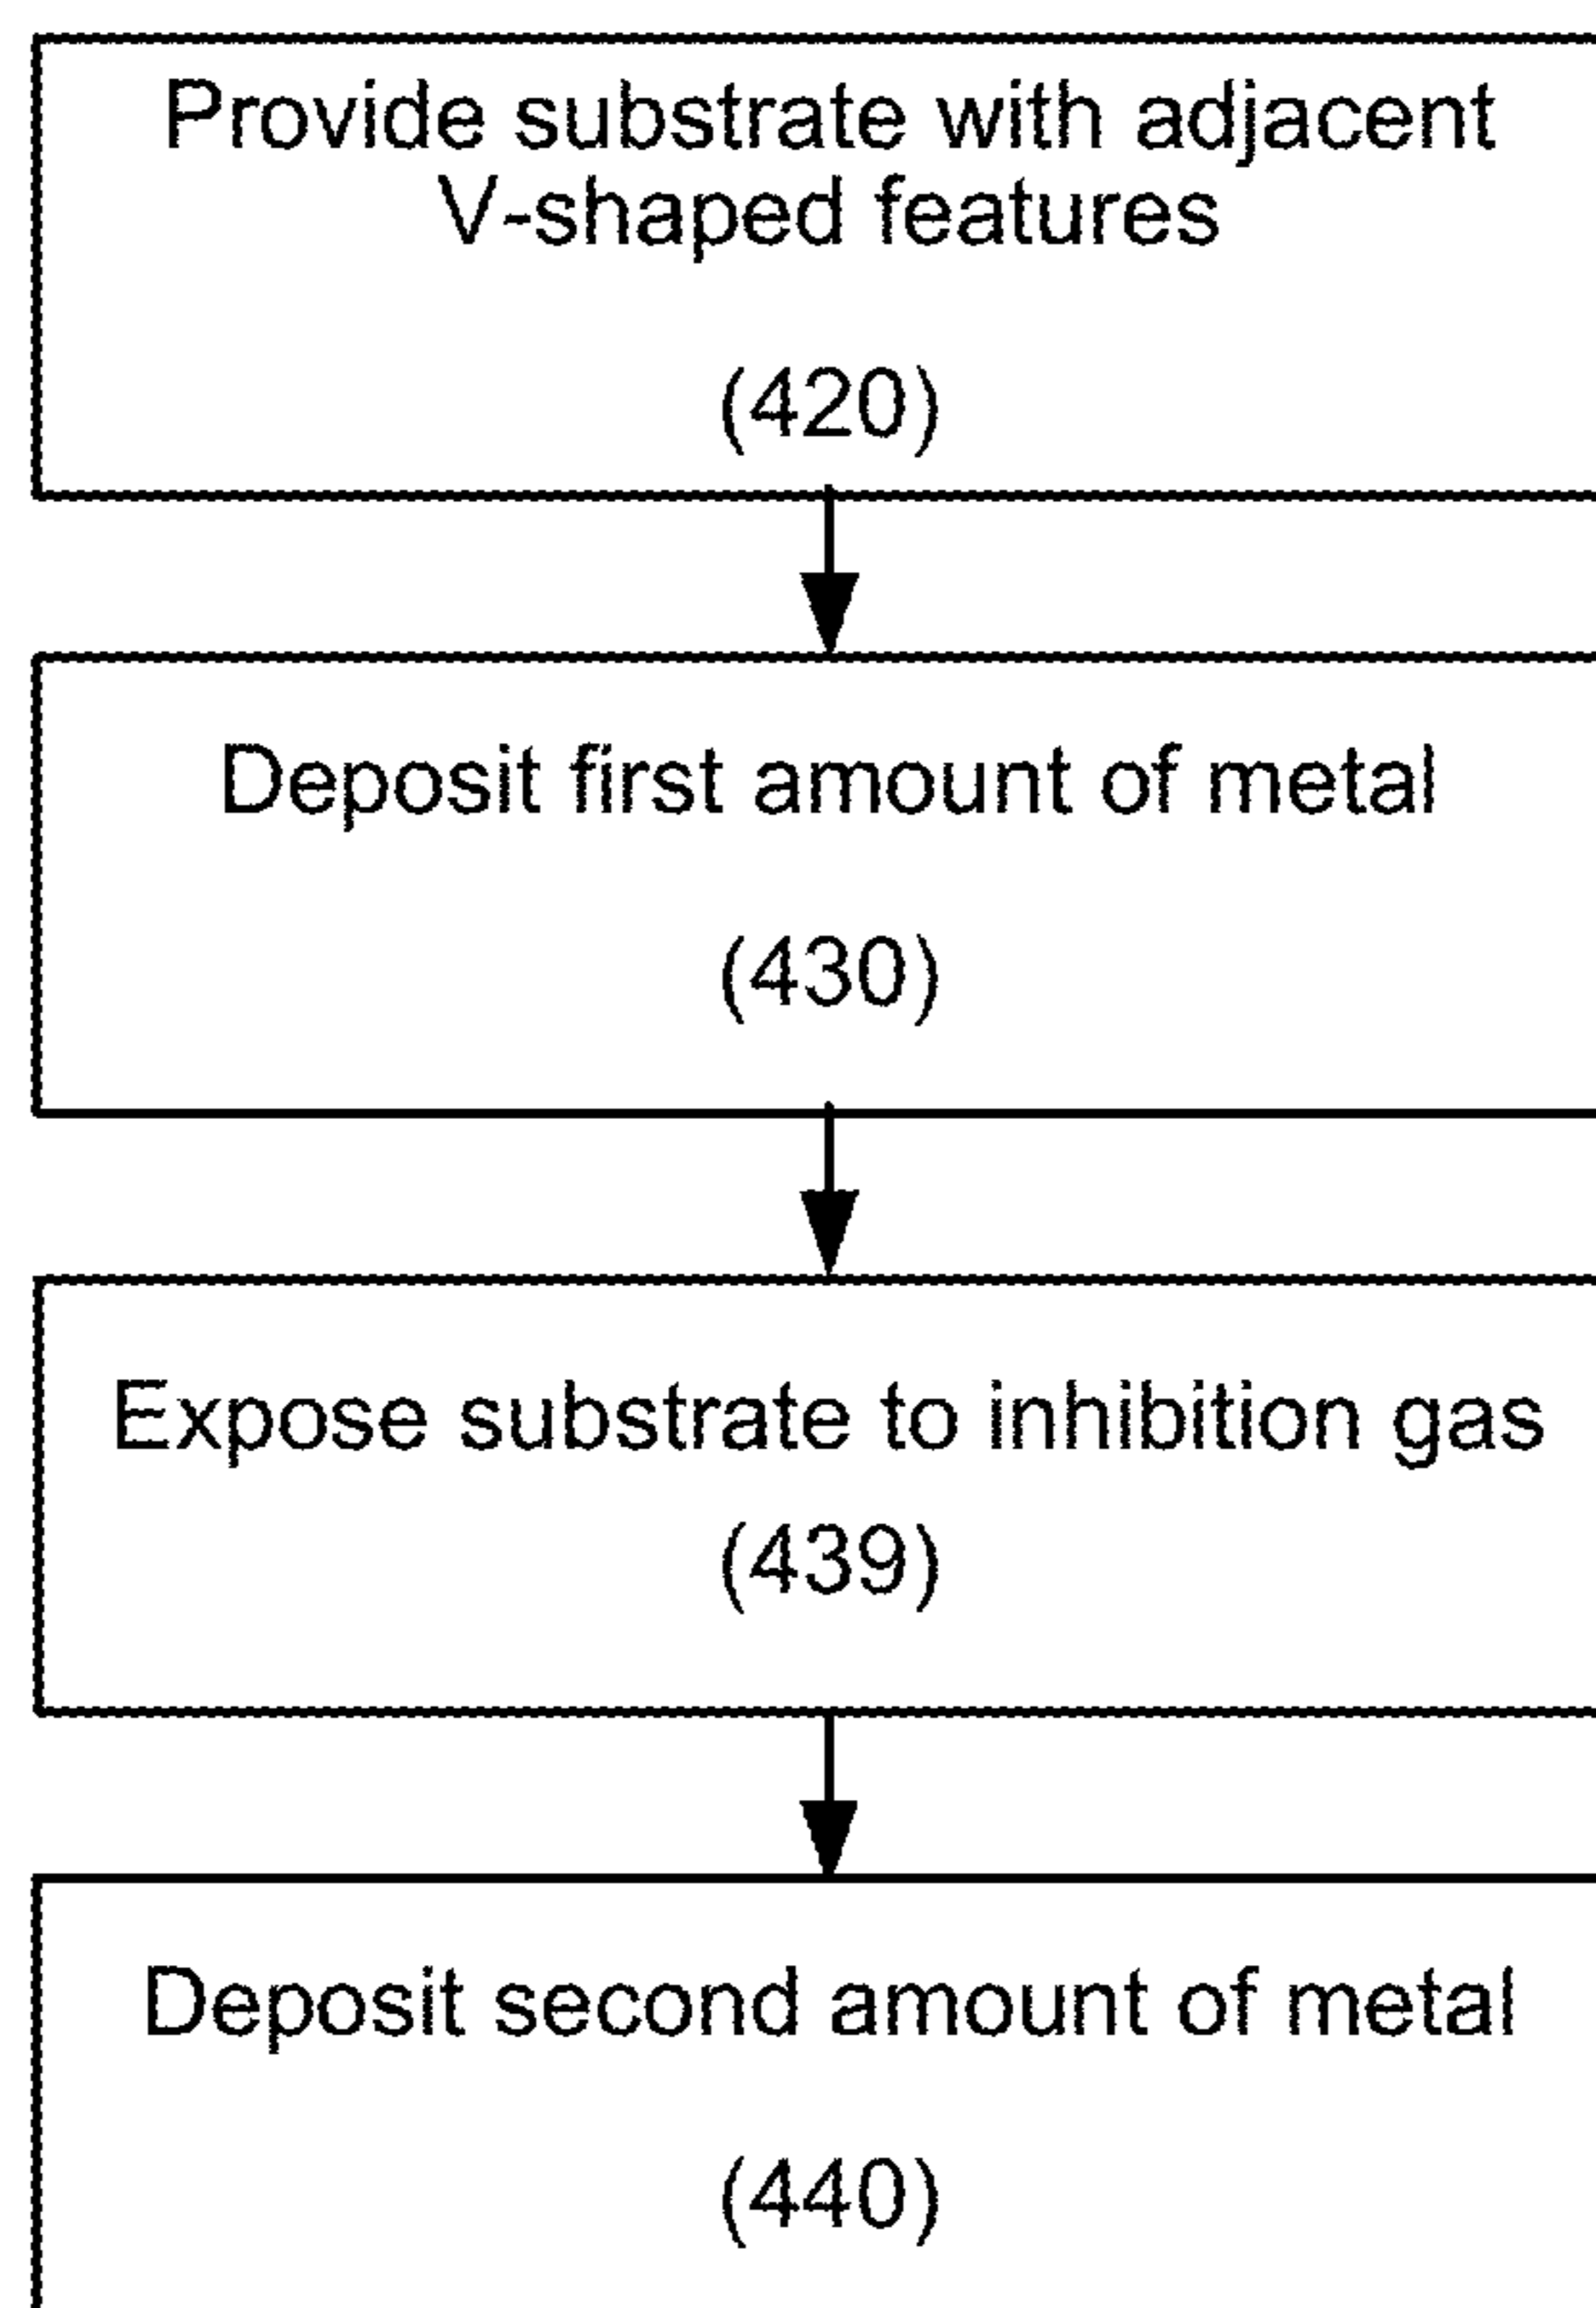 Provide substrate with adjacent
V-shaped features
(420)
Deposit first amount of metal
(430)
Expose substrate to inhibition gas
(439)
Deposit second amount of metal
(440)